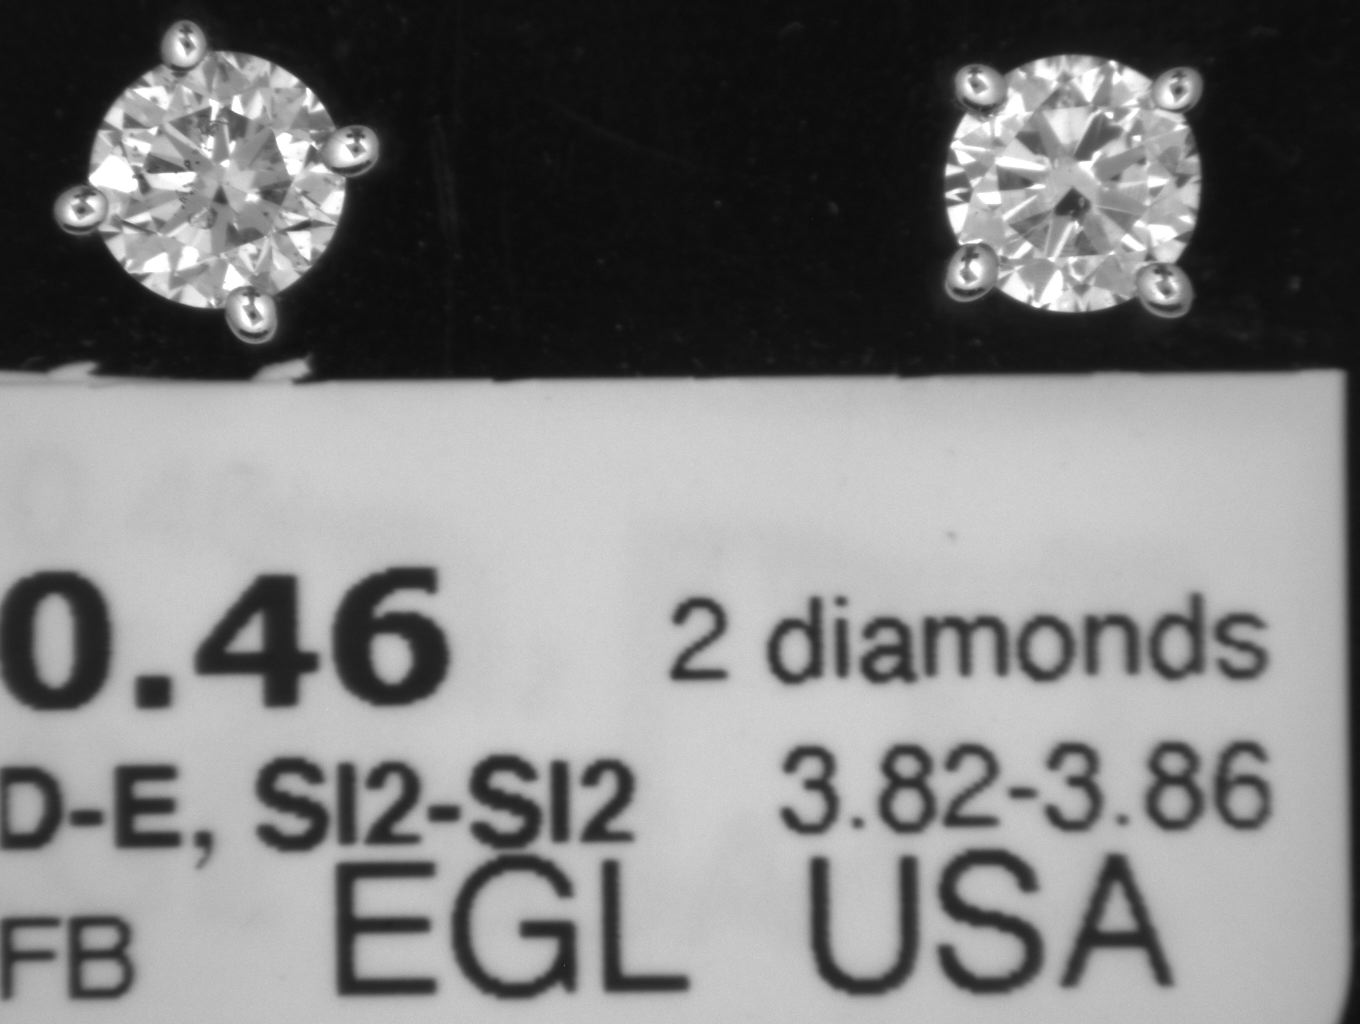 0.46 2 diamonds
D-E, SI2-SI2 3.82-3.86
FB EGL USA